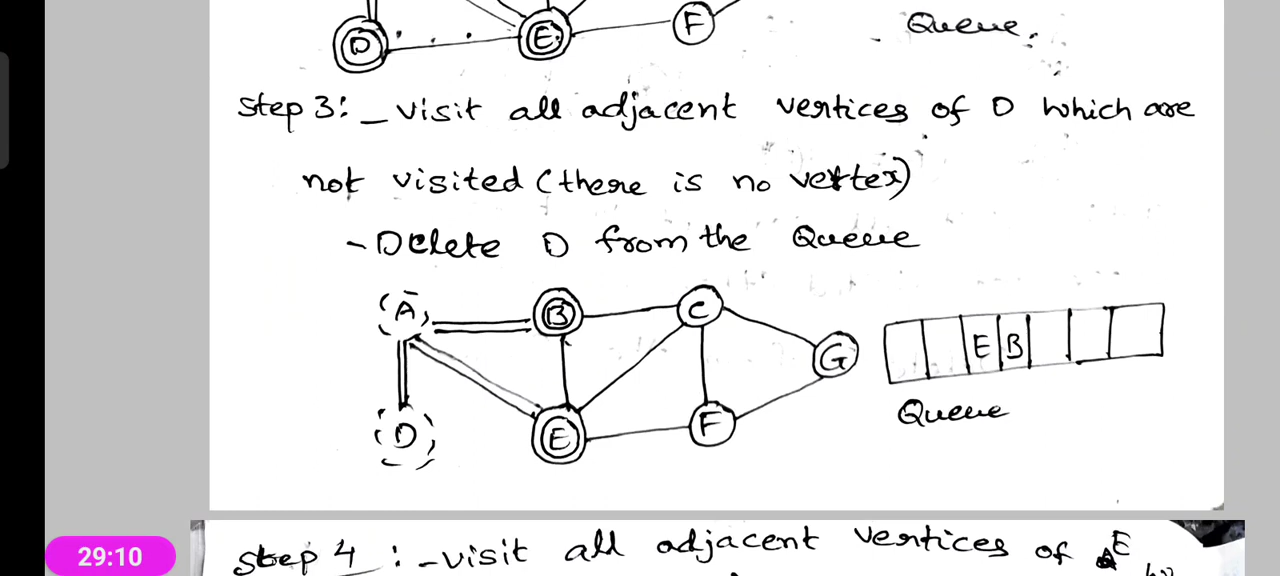 D E F
Queue.
Step 3:- visit all adjacent vertices of D which are
not visited (there is no vertex)
- Delete D from the Queue
A B C
G
E B
D E F
Queue
29:10
Step 4 :- visit all adjacent vertices of E